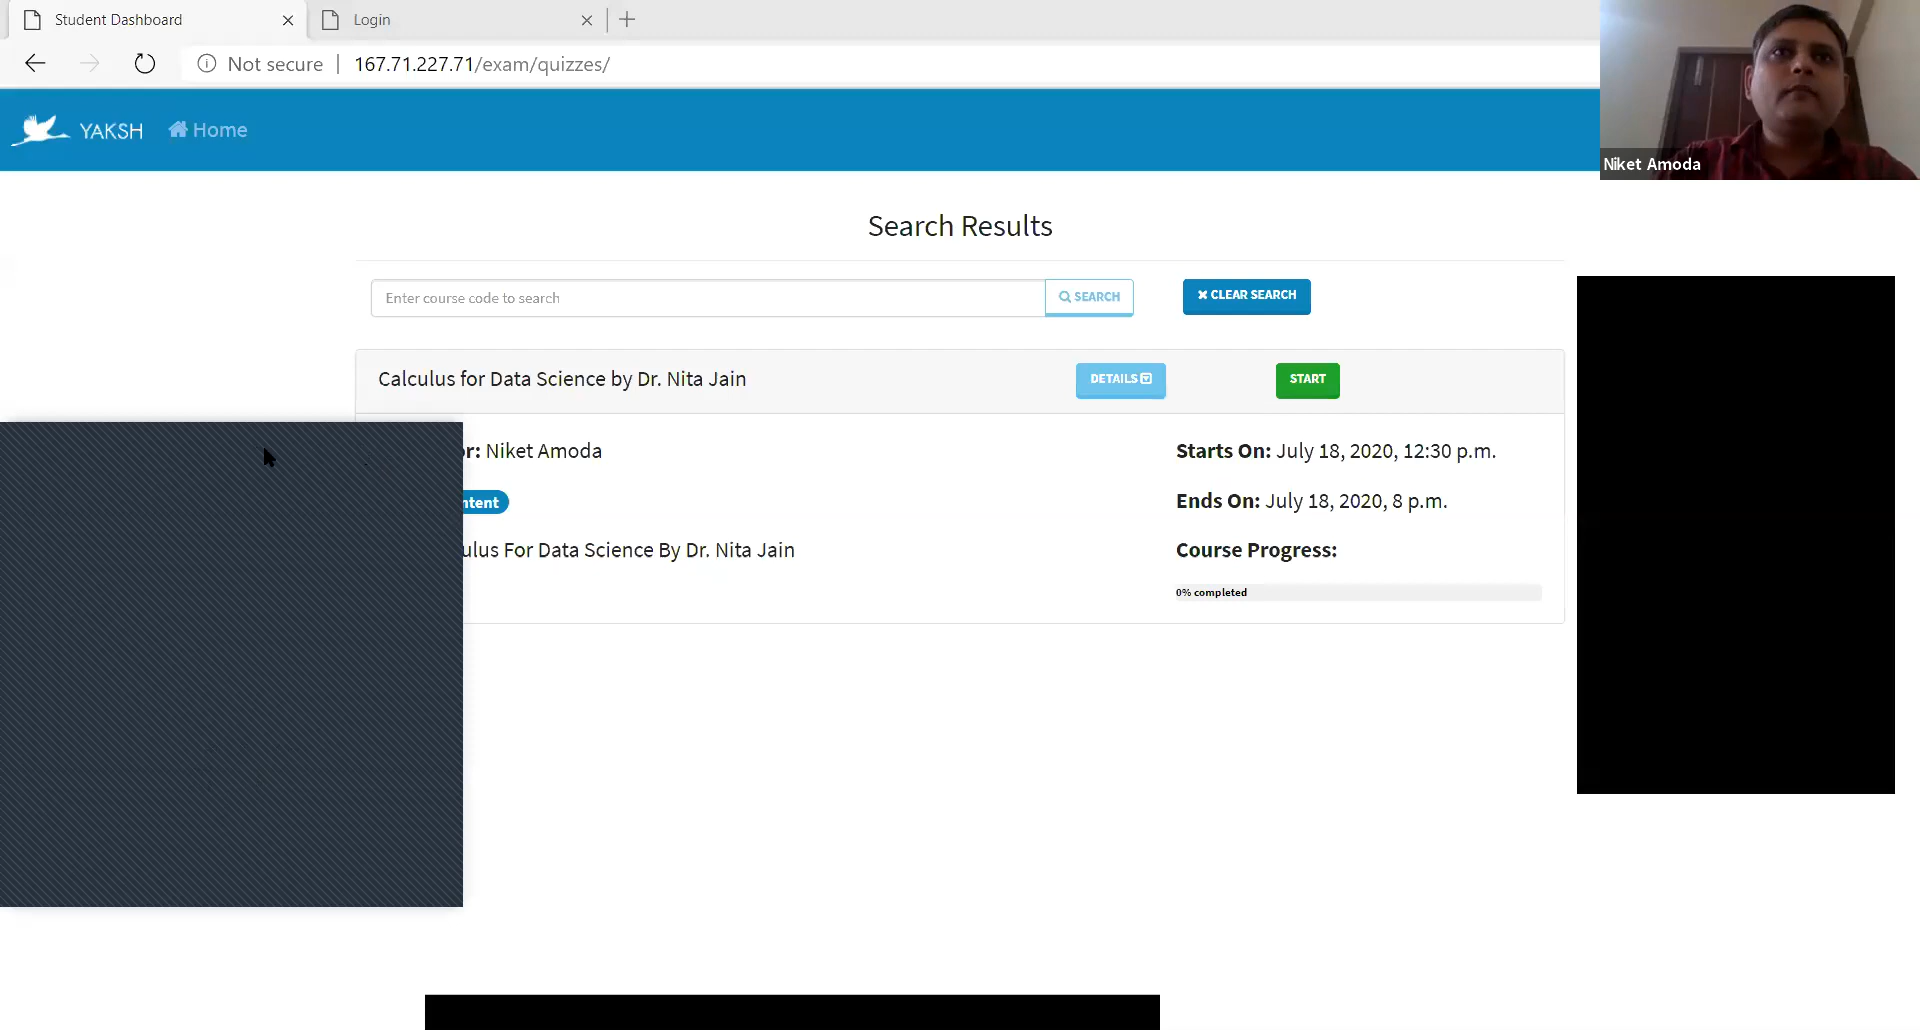 Student Dashboard
Login
Not secure | 167.71.227.71/exam/quizzes/
YAKSH Home
Niket Amoda
Search Results
Enter course code to search
SEARCH
CLEAR SEARCH
Calculus for Data Science by Dr. Nita Jain
DETAILS
START
Niket Amoda
Starts On: July 18, 2020, 12:30 p.m.
Ends On: July 18, 2020, 8 p.m.
For Data Science By Dr. Nita Jain
Course Progress:
0% completed